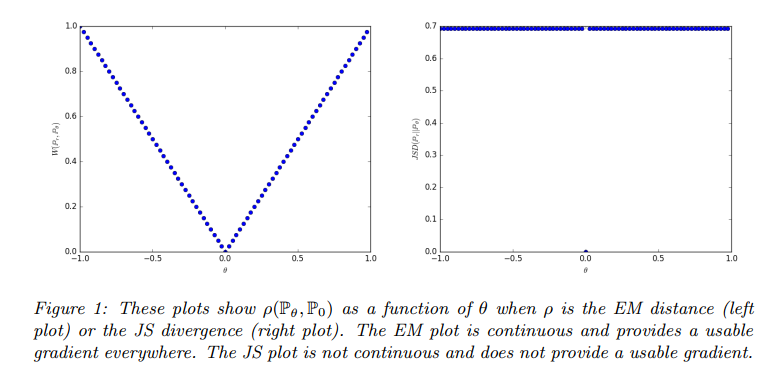 1.0
0.8
0.6
0.4
0.2
0.0
W(ℙr, ℙθ)
−1.0 −0.5 0.0 0.5 1.0
θ
0.7
0.6
0.5
0.4
0.3
0.2
0.1
0.0
−1.0 −0.5 0.0 0.5 1.0
θ
Figure 1: These plots show ρ(ℙθ, ℙ0) as a function of θ when ρ is the EM distance (left
plot) or the JS divergence (right plot). The EM plot is continuous and provides a usable
gradient everywhere. The JS plot is not continuous and does not provide a usable gradient.